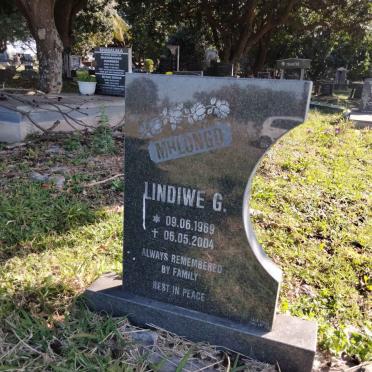 MHLONGO
LINDIWE G.
* 09.06.1969
✝ 06.05.2004
ALWAYS REMEMBERED
BY FAMILY
REST IN PEACE